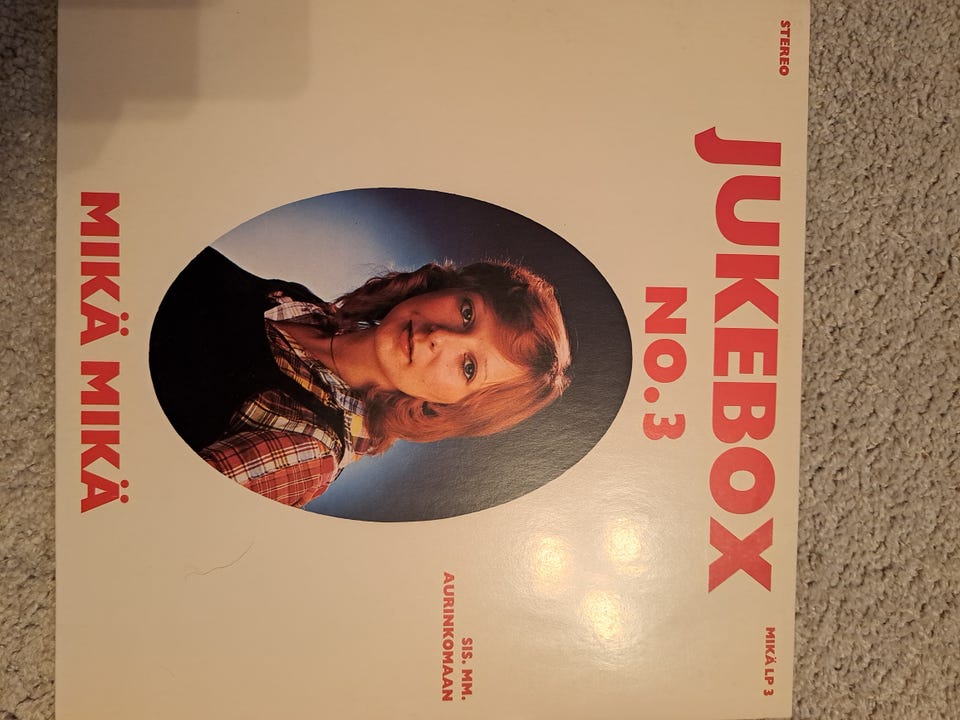 STEREO
MIKÄ LP 3
JUKEBOX
NO.3
SIS. MM.
AURINKOMAAN
MIKÄ MIKÄ